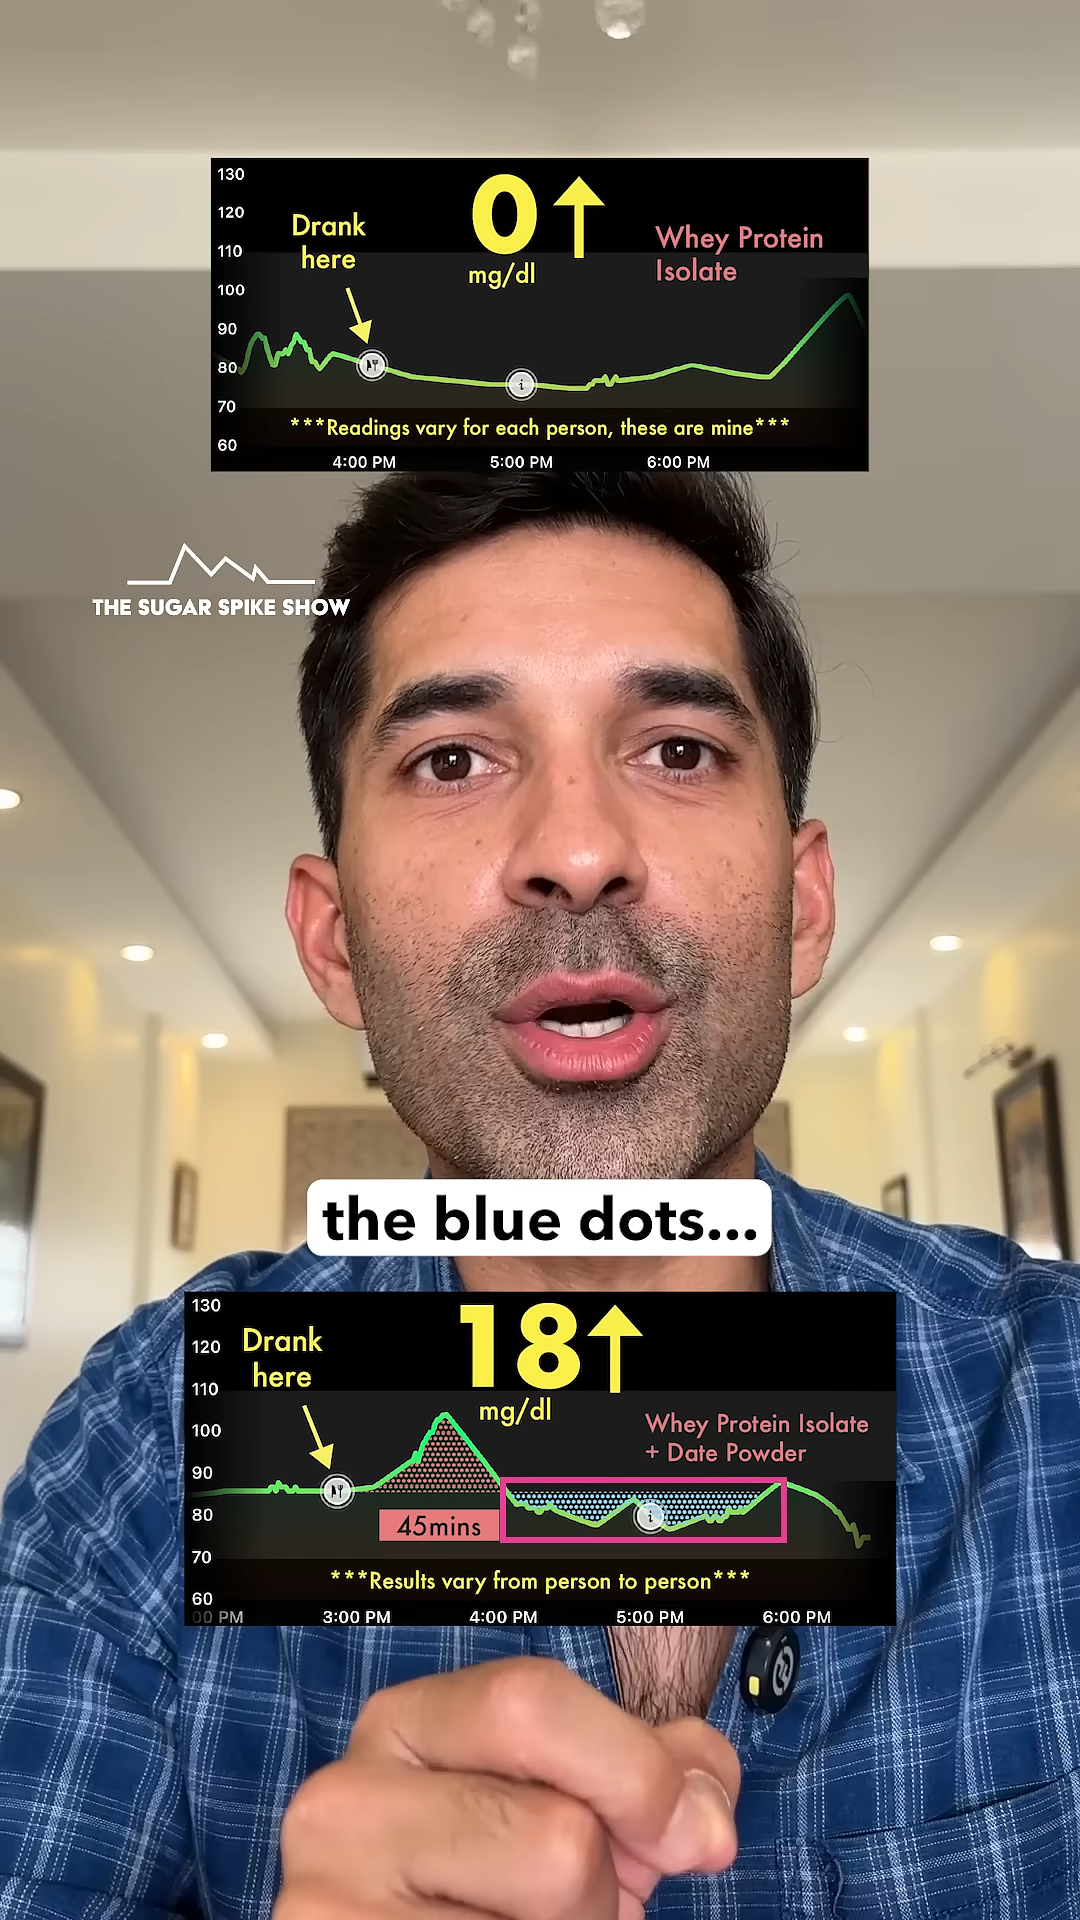 130
120
110
100
90
80
70
60
Drank
here
0↑
mg/dl
Whey Protein
Isolate
i
***Readings vary for each person, these are mine***
4:00 PM
5:00 PM
6:00 PM
THE SUGAR SPIKE SHOW
the blue dots...
130
120
110
100
90
80
70
60
Drank
here
18↑
mg/dl
Whey Protein Isolate
+ Date Powder
45mins
i
***Results vary from person to person***
00 PM
3:00 PM
4:00 PM
5:00 PM
6:00 PM